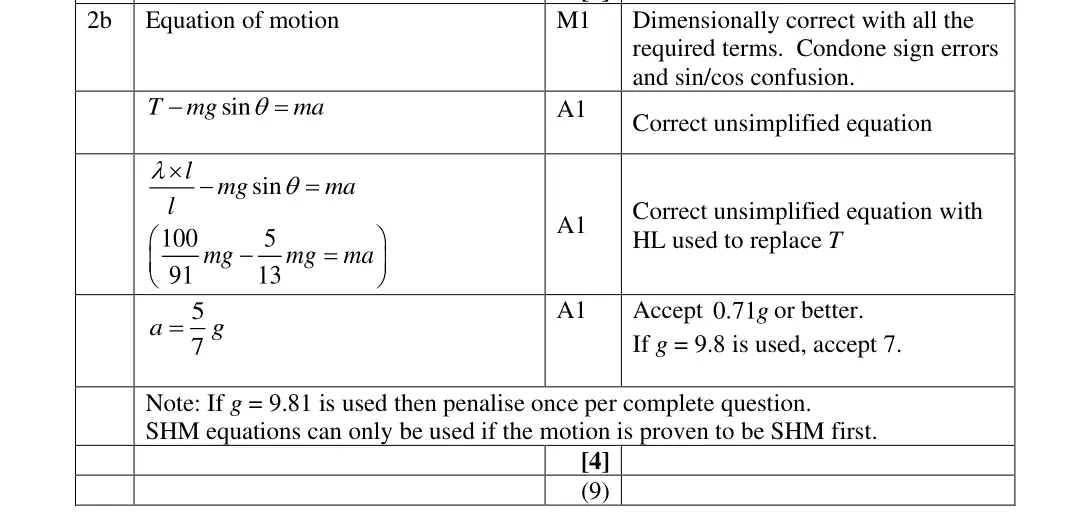 2b Equation of motion M1 Dimensionally correct with all the
required terms. Condone sign errors
and sin/cos confusion.
T − mg sin θ = ma A1 Correct unsimplified equation
λ × l / l − mg sin θ = ma
(100/91 mg − 5/13 mg = ma) A1 Correct unsimplified equation with
HL used to replace T
a = 5/7 g A1 Accept 0.71g or better.
If g = 9.8 is used, accept 7.
Note: If g = 9.81 is used then penalise once per complete question.
SHM equations can only be used if the motion is proven to be SHM first.
[4]
(9)